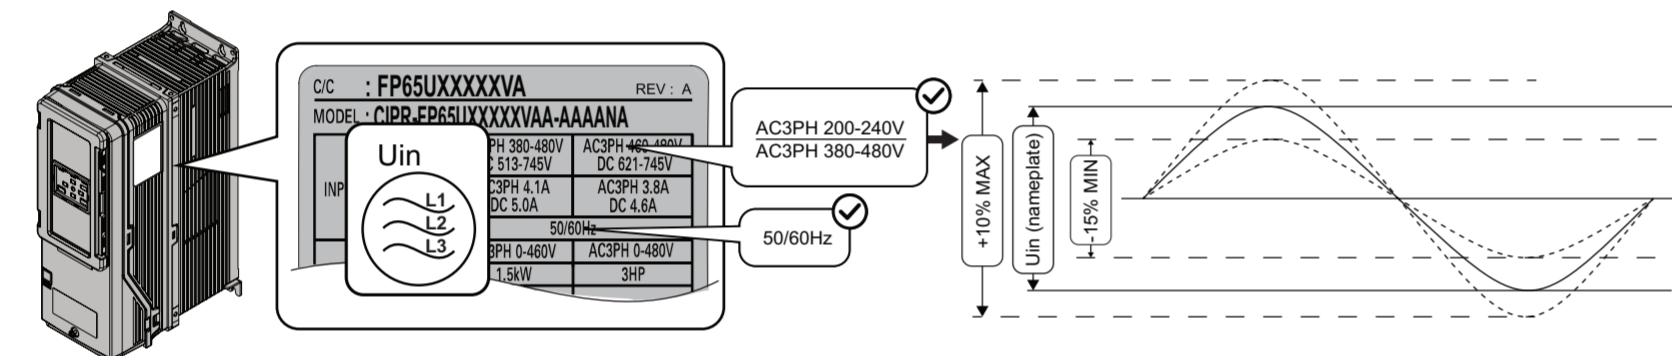 C/C : FP65UXXXXXVA REV : A
MODEL : CIPR-FP65UXXXXXVAA-AAAANA
PH 380-480V AC3PH 460-480V
513-745V DC 621-745V
INP C3PH 4.1A AC3PH 3.8A
DC 5.0A DC 4.6A
50/60Hz
3PH 0-460V AC3PH 0-480V
1.5kW 3HP
Uin
L1
L2
L3
AC3PH 200-240V
AC3PH 380-480V
50/60Hz
+10% MAX
Uin (nameplate)
-15% MIN